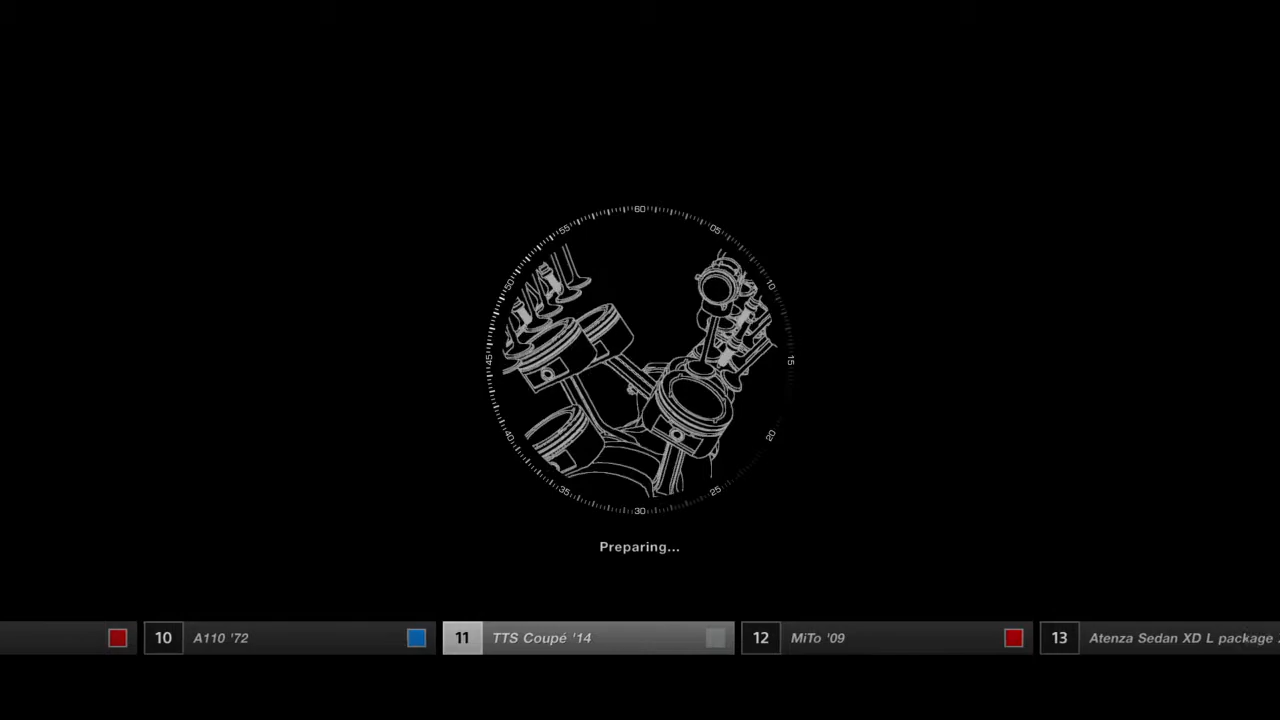 60
55
05
50
10
45
15
40
20
35
25
30
Preparing...
10 A110 '72
11 TTS Coupé '14
12 MiTo '09
13 Atenza Sedan XD L package